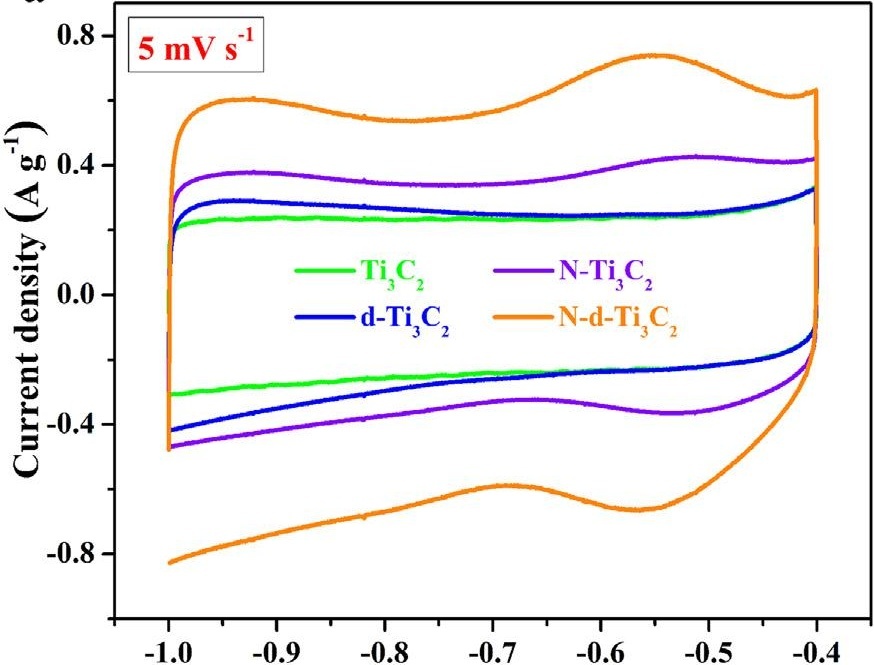 5 mV s⁻¹
Current density (A g⁻¹)
0.8
0.4
0.0
-0.4
-0.8
Ti₃C₂
N-Ti₃C₂
d-Ti₃C₂
N-d-Ti₃C₂
-1.0 -0.9 -0.8 -0.7 -0.6 -0.5 -0.4